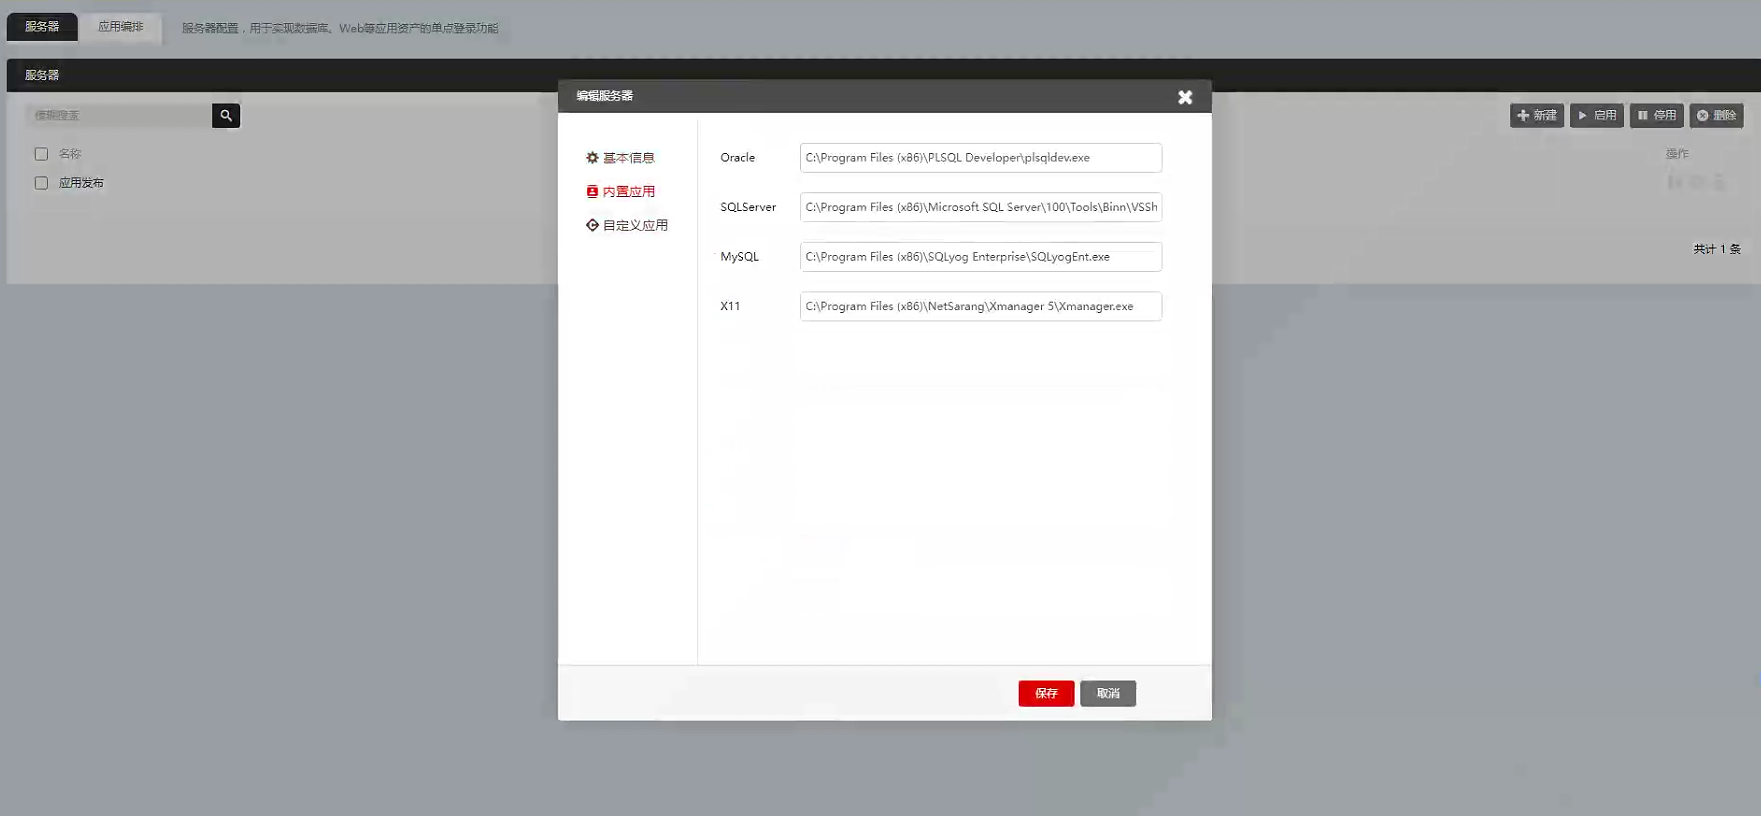 服务器
应用编排
服务器配置，用于实现数据库、Web等应用资产的单点登录功能
服务器
模糊搜索
新建
启用
停用
删除
名称
操作
应用发布
共计 1 条
编辑服务器
基本信息
内置应用
自定义应用
Oracle
C:\Program Files (x86)\PLSQL Developer\plsqldev.exe
SQLServer
C:\Program Files (x86)\Microsoft SQL Server\100\Tools\Binn\VSSh
MySQL
C:\Program Files (x86)\SQLyog Enterprise\SQLyogEnt.exe
X11
C:\Program Files (x86)\NetSarang\Xmanager 5\Xmanager.exe
保存
取消